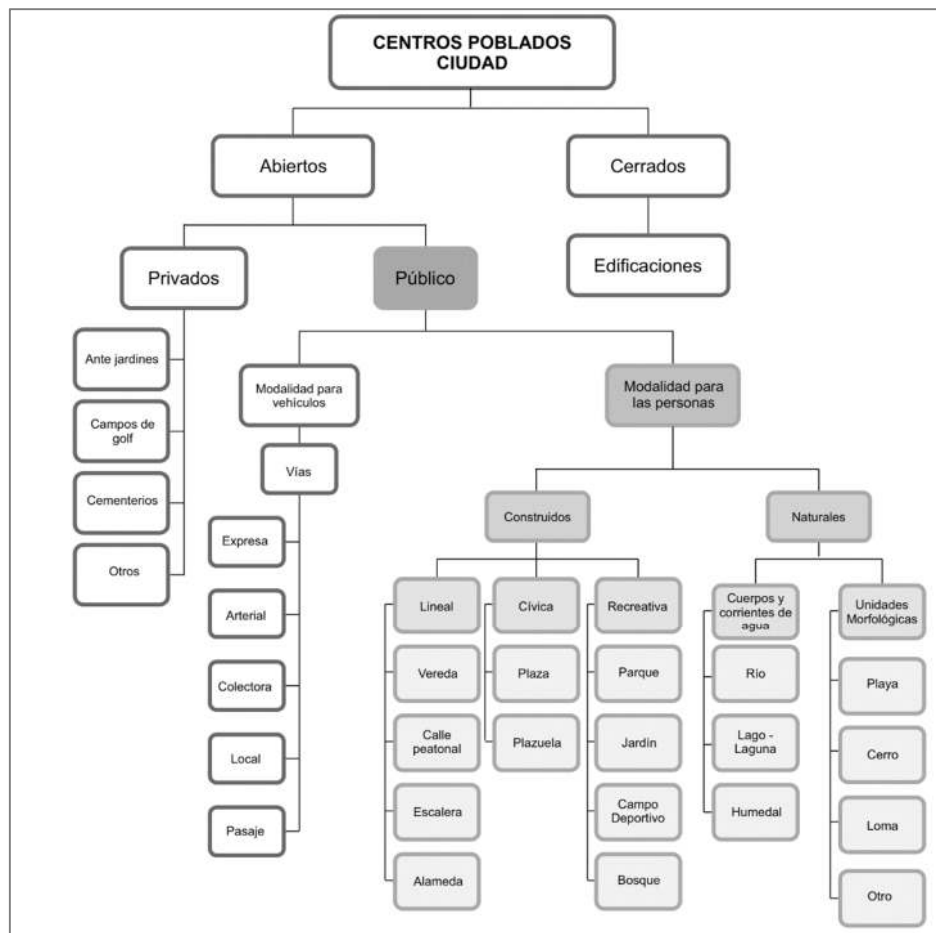 CENTROS POBLADOS
CIUDAD
Abiertos
Cerrados
Privados
Público
Edificaciones
Ante jardines
Campos de
golf
Cementerios
Otros
Modalidad para
vehículos
Vías
Expresa
Arterial
Colectora
Local
Pasaje
Modalidad para
las personas
Construidos
Naturales
Lineal
Vereda
Calle
peatonal
Escalera
Alameda
Cívica
Plaza
Plazuela
Recreativa
Parque
Jardín
Campo
Deportivo
Bosque
Cuerpos y
corrientes de
agua
Río
Lago -
Laguna
Humedal
Unidades
Morfológicas
Playa
Cerro
Loma
Otro